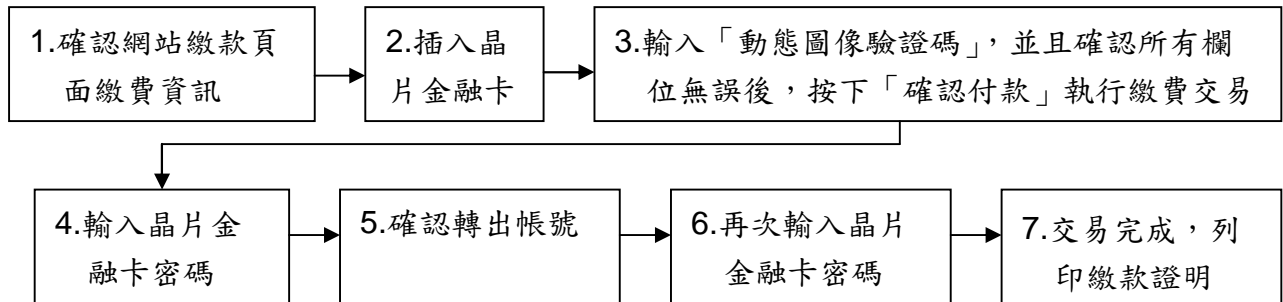 1.確認網站繳款頁
面繳費資訊
2.插入晶
片金融卡
3.輸入「動態圖像驗證碼」，並且確認所有欄
位無誤後，按下「確認付款」執行繳費交易
4.輸入晶片金
融卡密碼
5.確認轉出帳號
6.再次輸入晶片
金融卡密碼
7.交易完成，列
印繳款證明